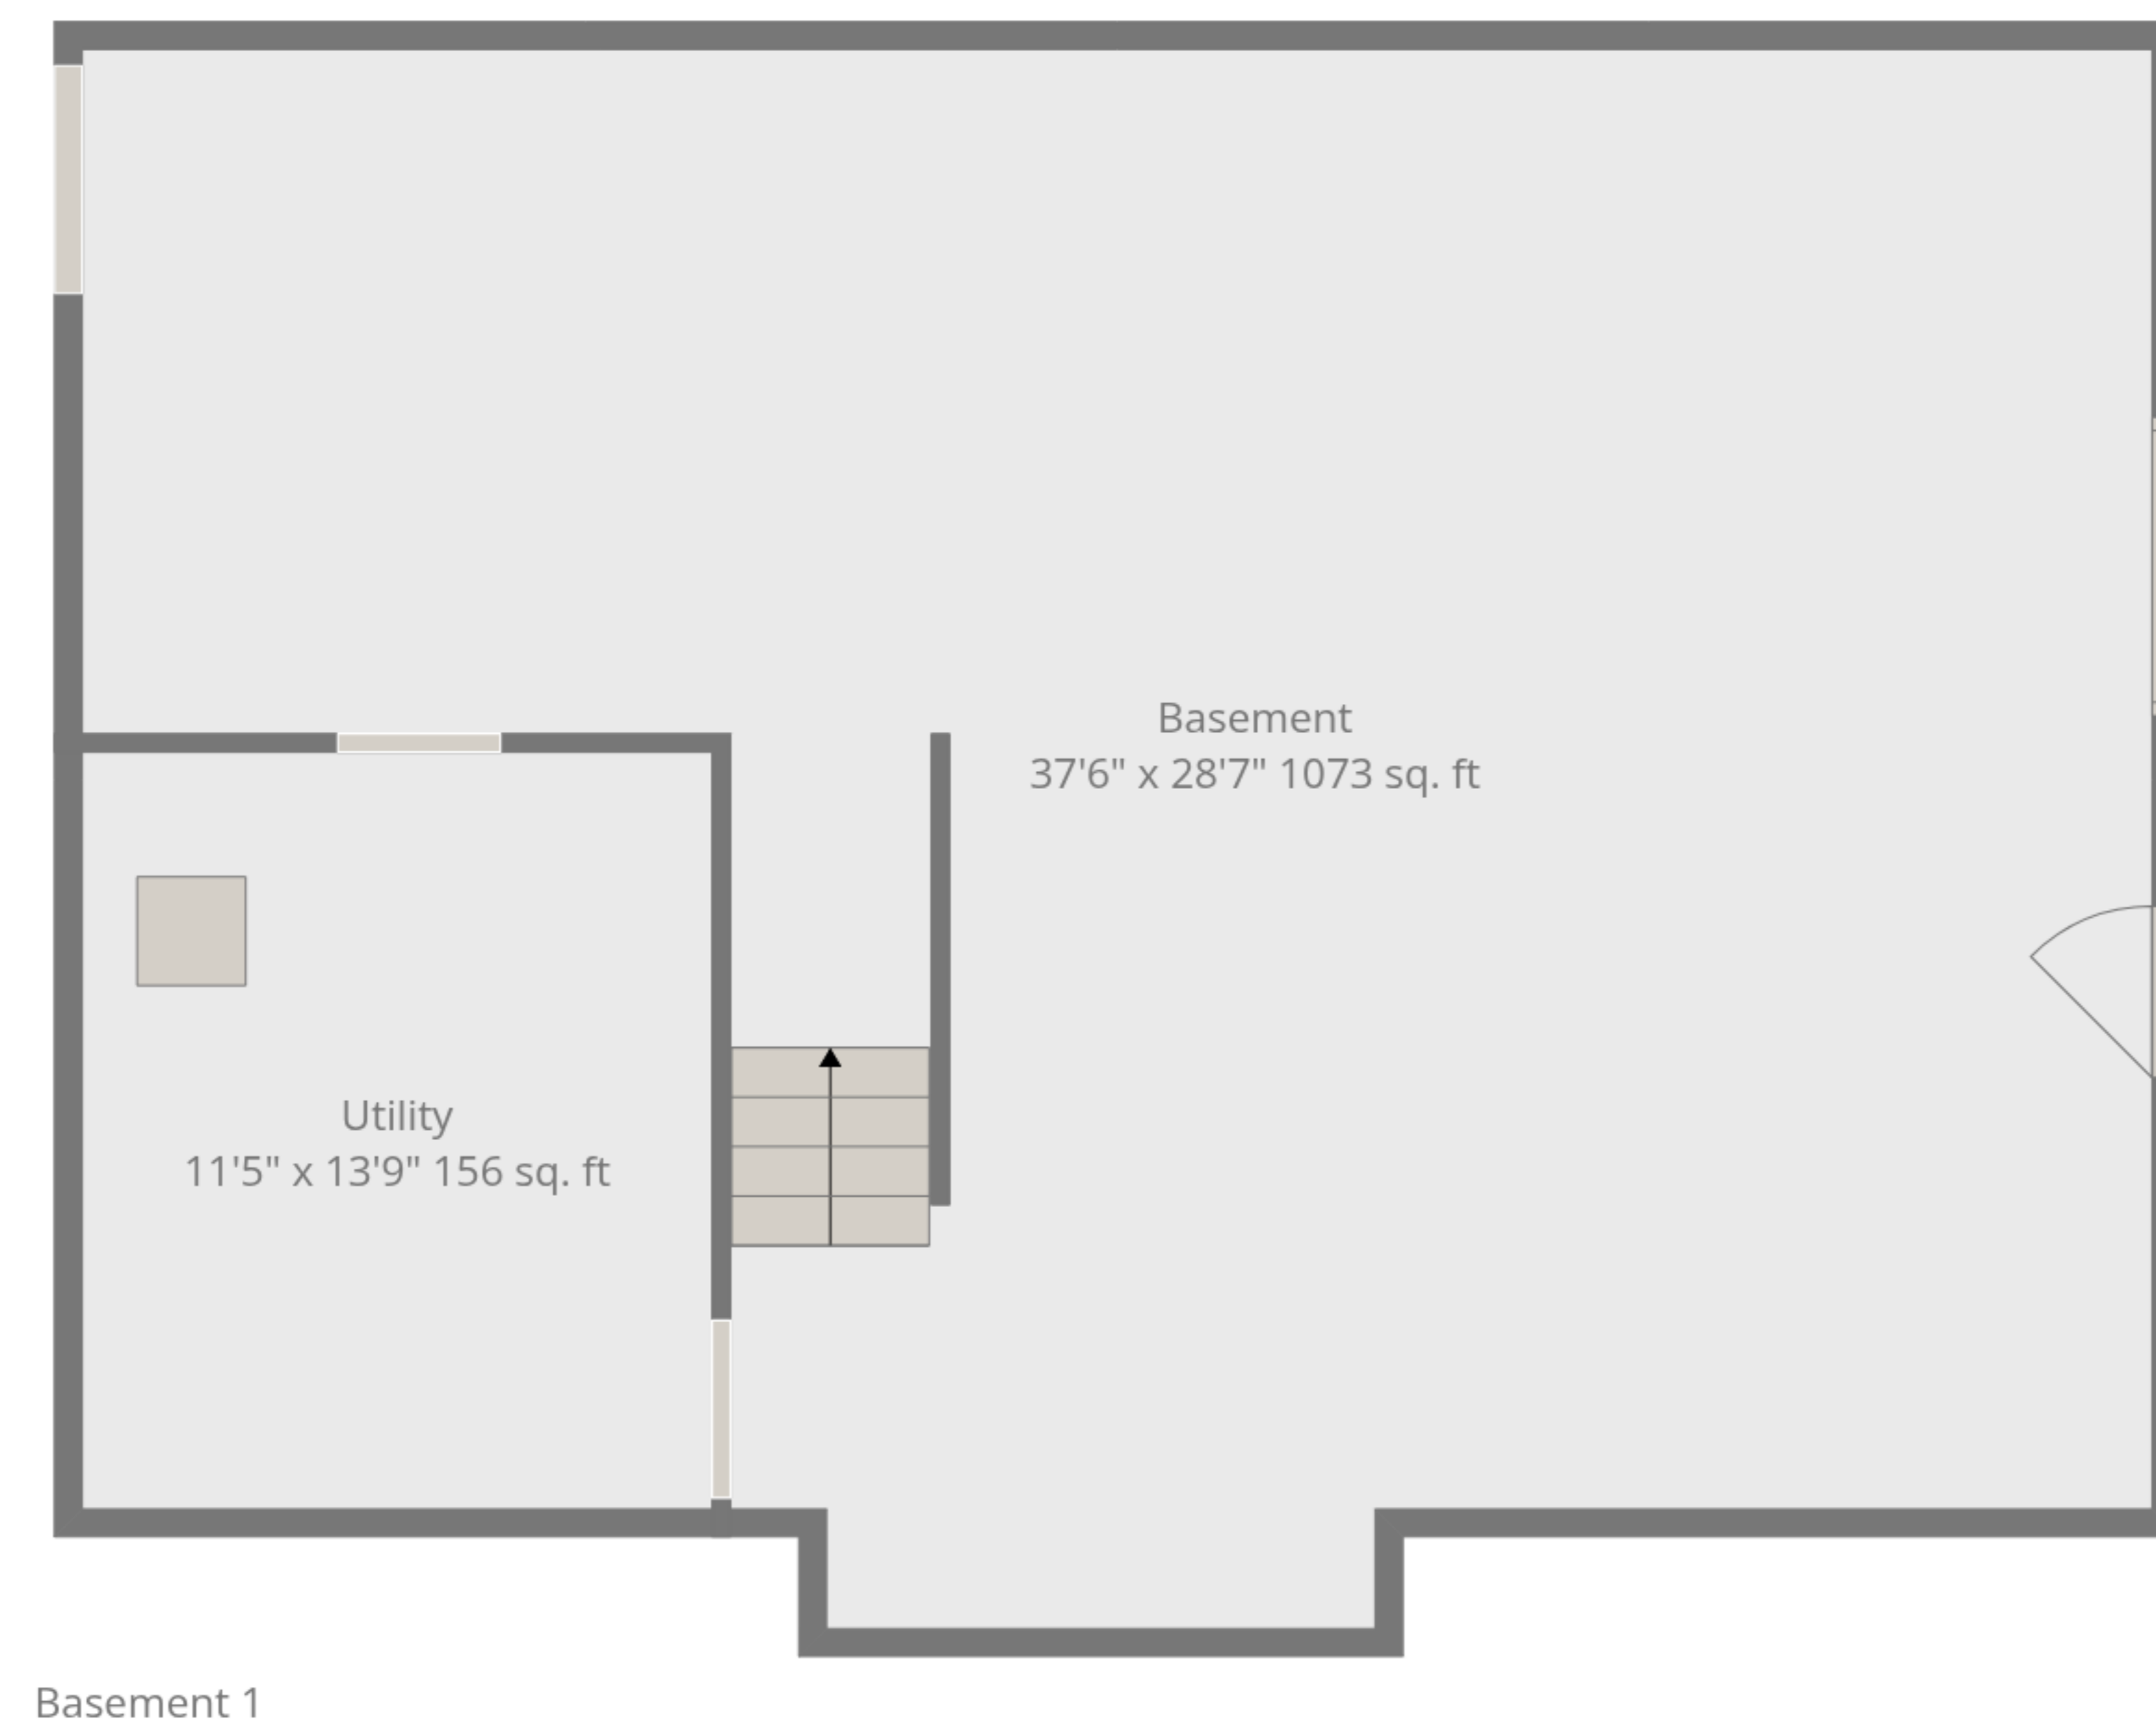 Basement
37'6" x 28'7" 1073 sq. ft
Utility
11'5" x 13'9" 156 sq. ft
Basement 1